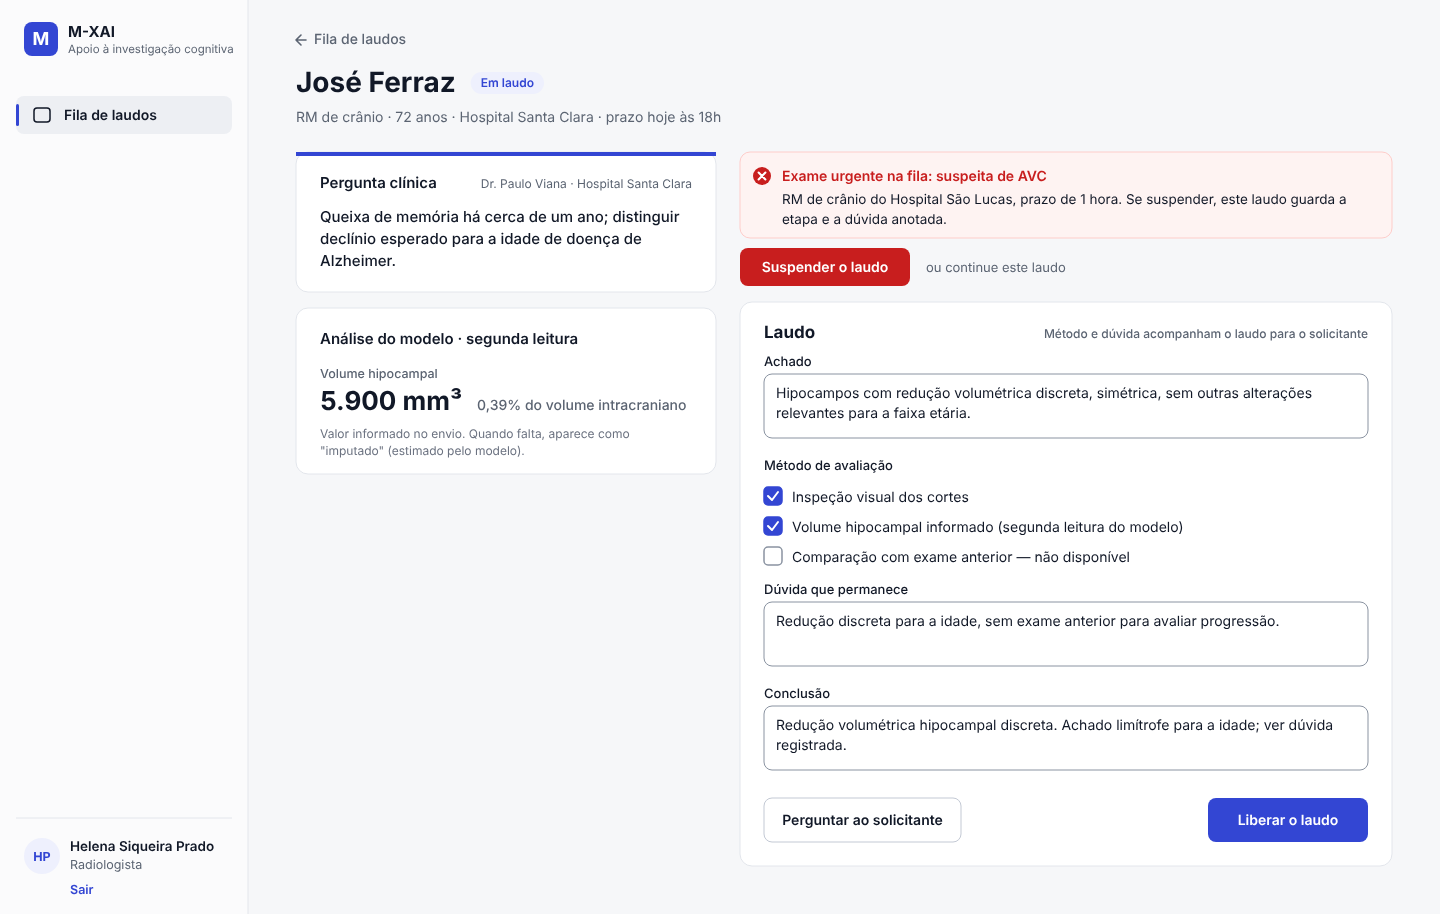 M
M-XAI
Apoio à investigação cognitiva
Fila de laudos
HP
Helena Siqueira Prado
Radiologista
Sair
Fila de laudos
José Ferraz
Em laudo
RM de crânio · 72 anos · Hospital Santa Clara · prazo hoje às 18h
Pergunta clínica
Dr. Paulo Viana · Hospital Santa Clara
Queixa de memória há cerca de um ano; distinguir
declínio esperado para a idade de doença de
Alzheimer.
Análise do modelo · segunda leitura
Volume hipocampal
5.900 mm³
0,39% do volume intracraniano
Valor informado no envio. Quando falta, aparece como
"imputado" (estimado pelo modelo).
Exame urgente na fila: suspeita de AVC
RM de crânio do Hospital São Lucas, prazo de 1 hora. Se suspender, este laudo guarda a
etapa e a dúvida anotada.
Suspender o laudo
ou continue este laudo
Laudo
Método e dúvida acompanham o laudo para o solicitante
Achado
Hipocampos com redução volumétrica discreta, simétrica, sem outras alterações
relevantes para a faixa etária.
Método de avaliação
Inspeção visual dos cortes
Volume hipocampal informado (segunda leitura do modelo)
Comparação com exame anterior — não disponível
Dúvida que permanece
Redução discreta para a idade, sem exame anterior para avaliar progressão.
Conclusão
Redução volumétrica hipocampal discreta. Achado limítrofe para a idade; ver dúvida
registrada.
Perguntar ao solicitante
Liberar o laudo